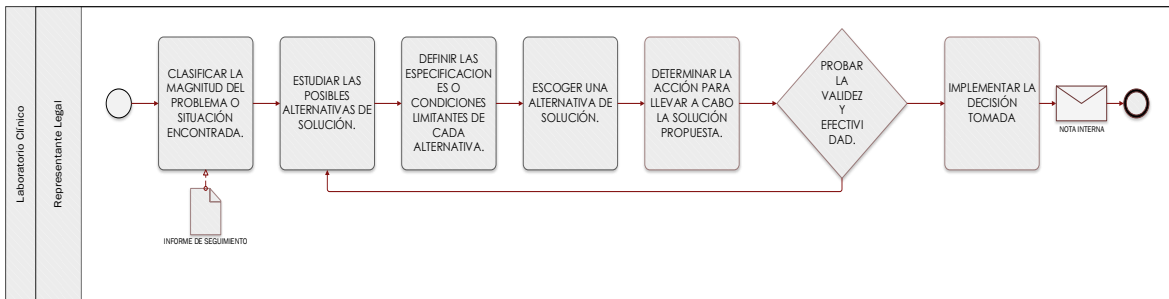 Laboratorio Clínico
Representante Legal
CLASIFICAR LA
MAGNITUD DEL
PROBLEMA O
SITUACIÓN
ENCONTRADA.
ESTUDIAR LAS
POSIBLES
ALTERNATIVAS DE
SOLUCIÓN.
DEFINIR LAS
ESPECIFICACION
ES O
CONDICIONES
LIMITANTES DE
CADA
ALTERNATIVA.
ESCOGER UNA
ALTERNATIVA DE
SOLUCIÓN.
DETERMINAR LA
ACCIÓN PARA
LLEVAR A CABO
LA SOLUCIÓN
PROPUESTA.
PROBAR
LA
VALIDEZ
Y
EFECTIVI
DAD.
IMPLEMENTAR LA
DECISIÓN
TOMADA
NOTA INTERNA
INFORME DE SEGUIMIENTO